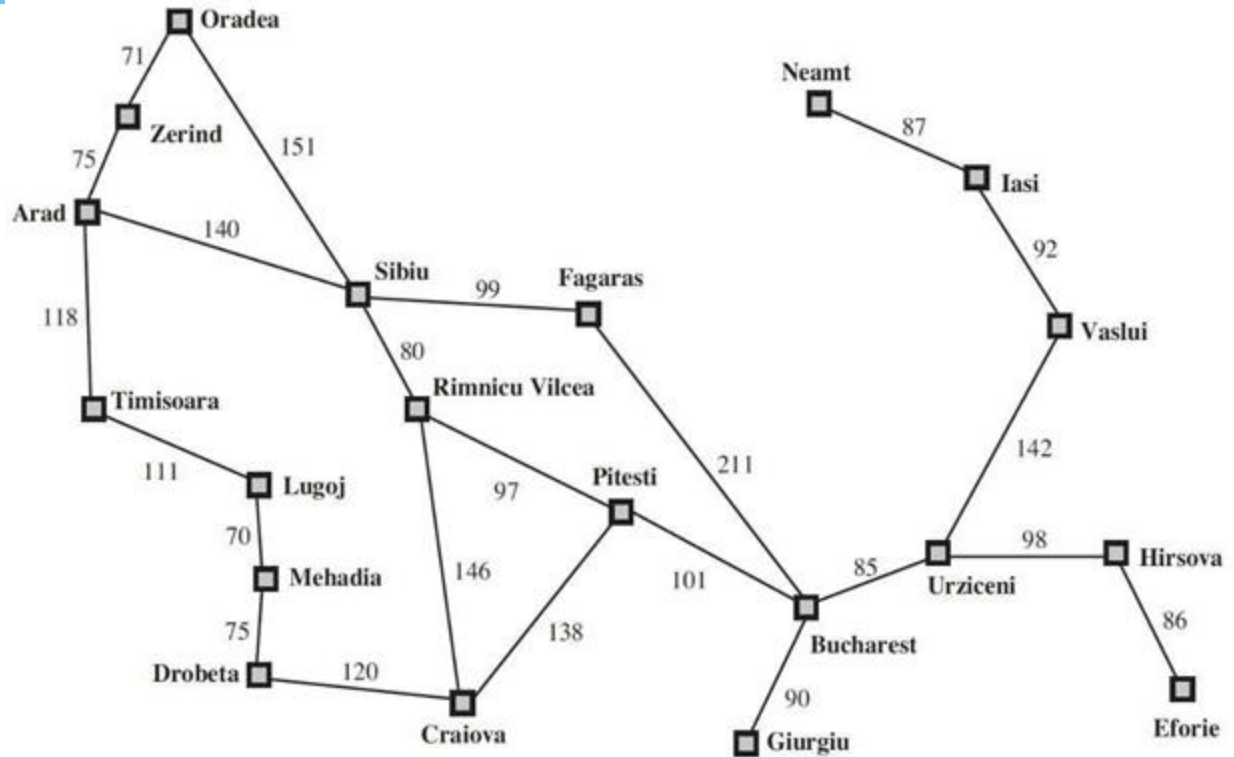 Oradea
71
Neamt
Zerind
87
151
75
Iasi
Arad
140
92
Sibiu
Fagaras
99
118
Vaslui
80
Rimnicu Vilcea
Timisoara
142
211
111
Pitesti
Lugoj
97
70
98
Mehadia
146
101
85
Hirsova
Urziceni
75
138
86
Bucharest
Drobeta
120
90
Craiova
Eforie
Giurgiu